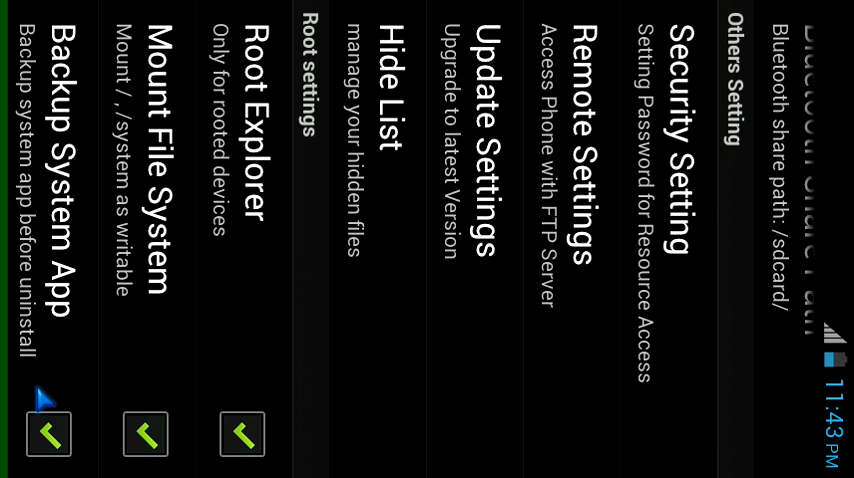 11:43 PM
Bluetooth Share Path
Bluetooth share path: /sdcard/
Others Setting
Security Setting
Setting Password for Resource Access
Remote Settings
Access Phone with FTP Server
Update Settings
Upgrade to latest Version
Hide List
manage your hidden files
Root settings
Root Explorer
Only for rooted devices
Mount File System
Mount / , /system as writable
Backup System App
Backup system app before uninstall